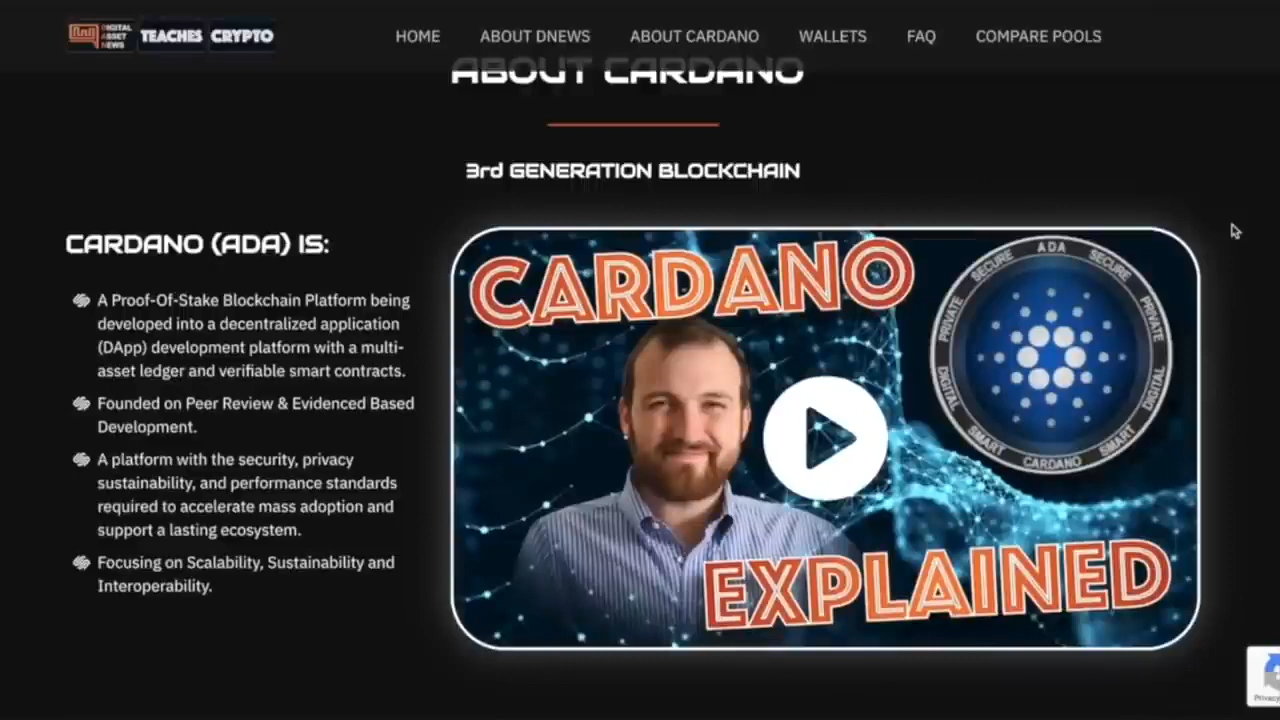 DIGITAL
ASSET
NEWS
TEACHES CRYPTO
HOME
ABOUT DNEWS
ABOUT CARDANO
WALLETS
FAQ
COMPARE POOLS
ABOUT CARDANO
3rd GENERATION BLOCKCHAIN
CARDANO (ADA) IS:
A Proof-Of-Stake Blockchain Platform being
developed into a decentralized application
(DApp) development platform with a multi-
asset ledger and verifiable smart contracts.
Founded on Peer Review & Evidenced Based
Development.
A platform with the security, privacy
sustainability, and performance standards
required to accelerate mass adoption and
support a lasting ecosystem.
Focusing on Scalability, Sustainability and
Interoperability.
CARDANO
ADA SECURE PRIVATE DIGITAL SMART CARDANO SMART DIGITAL PRIVATE SECURE
EXPLAINED
Privacy